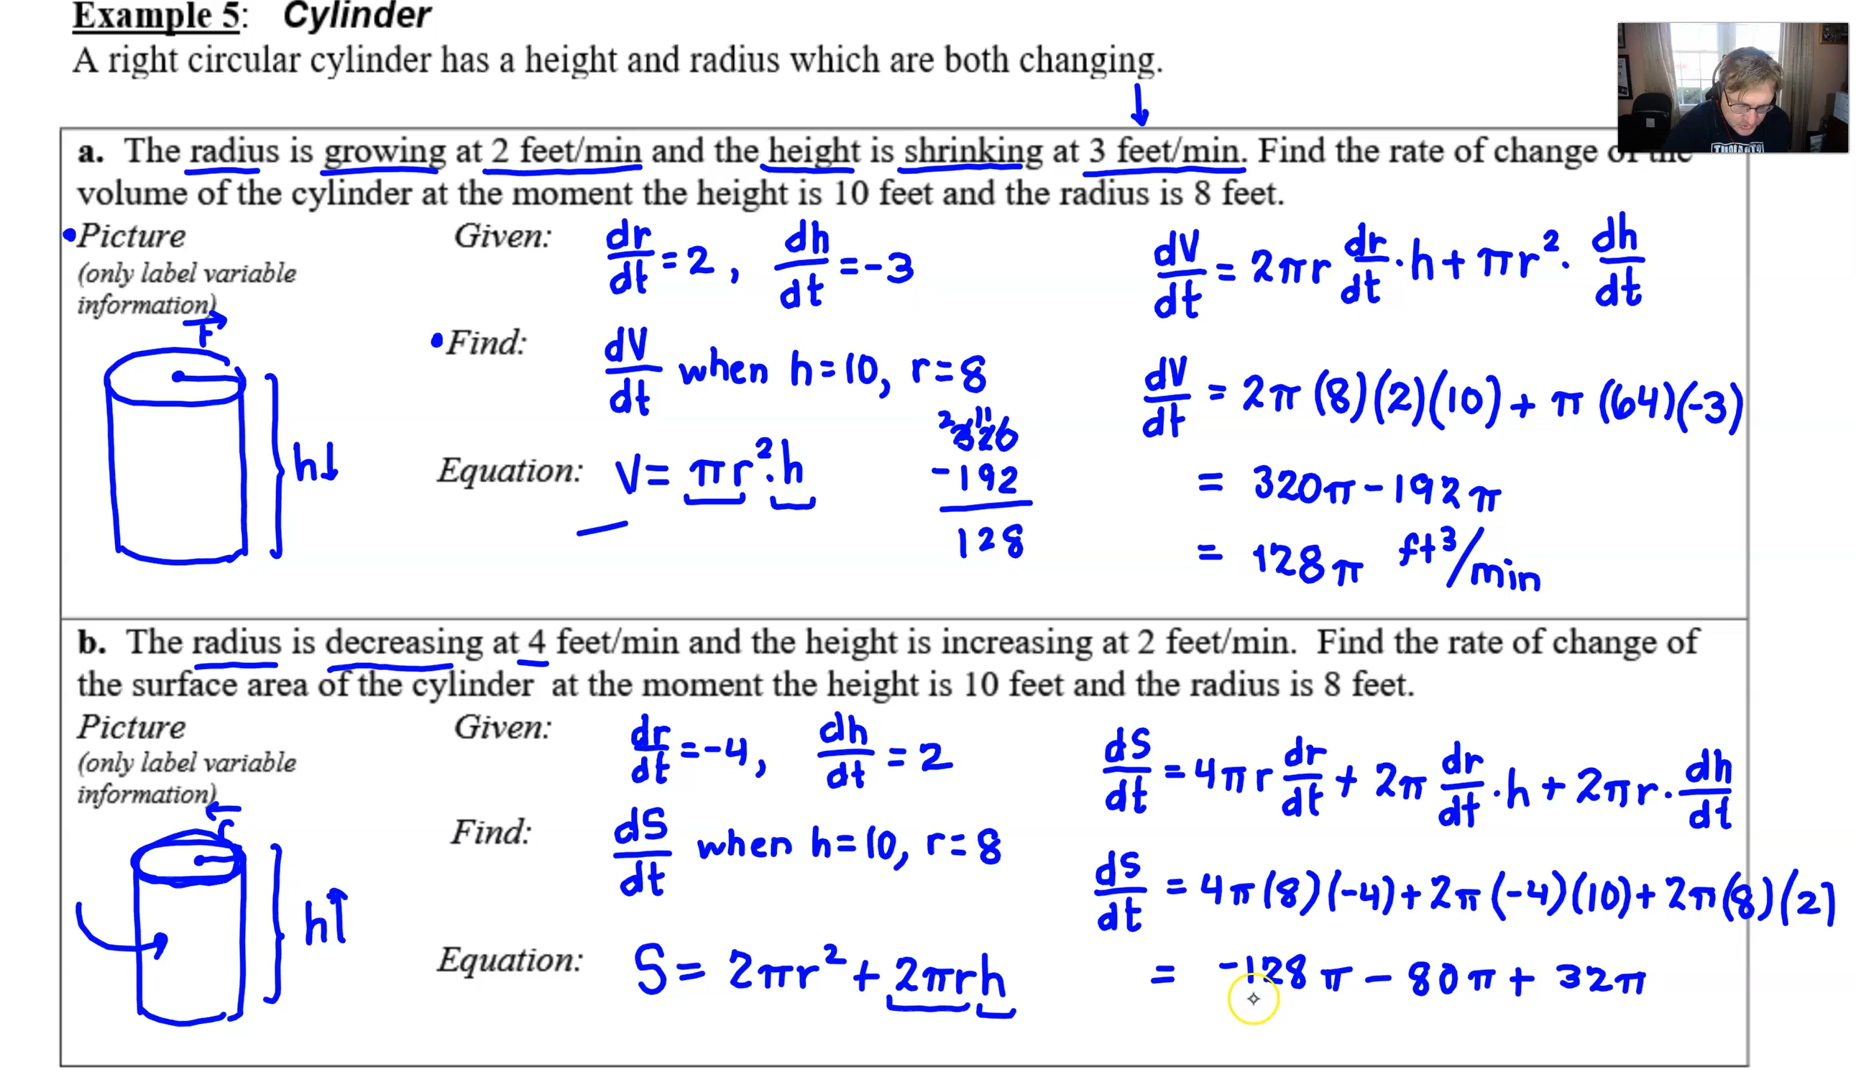 Example 5: Cylinder
A right circular cylinder has a height and radius which are both changing.
a. The radius is growing at 2 feet/min and the height is shrinking at 3 feet/min. Find the rate of change of the
volume of the cylinder at the moment the height is 10 feet and the radius is 8 feet.
Picture
(only label variable
information)
r
h↓
Given: dr/dt = 2, dh/dt = -3
Find: dV/dt when h=10, r=8
Equation: V = πr²·h
2 11
320
-192
128
dV/dt = 2πr dr/dt · h + πr² · dh/dt
dV/dt = 2π(8)(2)(10) + π(64)(-3)
= 320π - 192π
= 128π ft³/min
b. The radius is decreasing at 4 feet/min and the height is increasing at 2 feet/min. Find the rate of change of
the surface area of the cylinder at the moment the height is 10 feet and the radius is 8 feet.
Picture
(only label variable
information)
r
h↑
Given: dr/dt = -4, dh/dt = 2
Find: dS/dt when h=10, r=8
Equation: S = 2πr² + 2πrh
dS/dt = 4πr dr/dt + 2π dr/dt · h + 2πr · dh/dt
dS/dt = 4π(8)(-4) + 2π(-4)(10) + 2π(8)(2)
= -128π - 80π + 32π